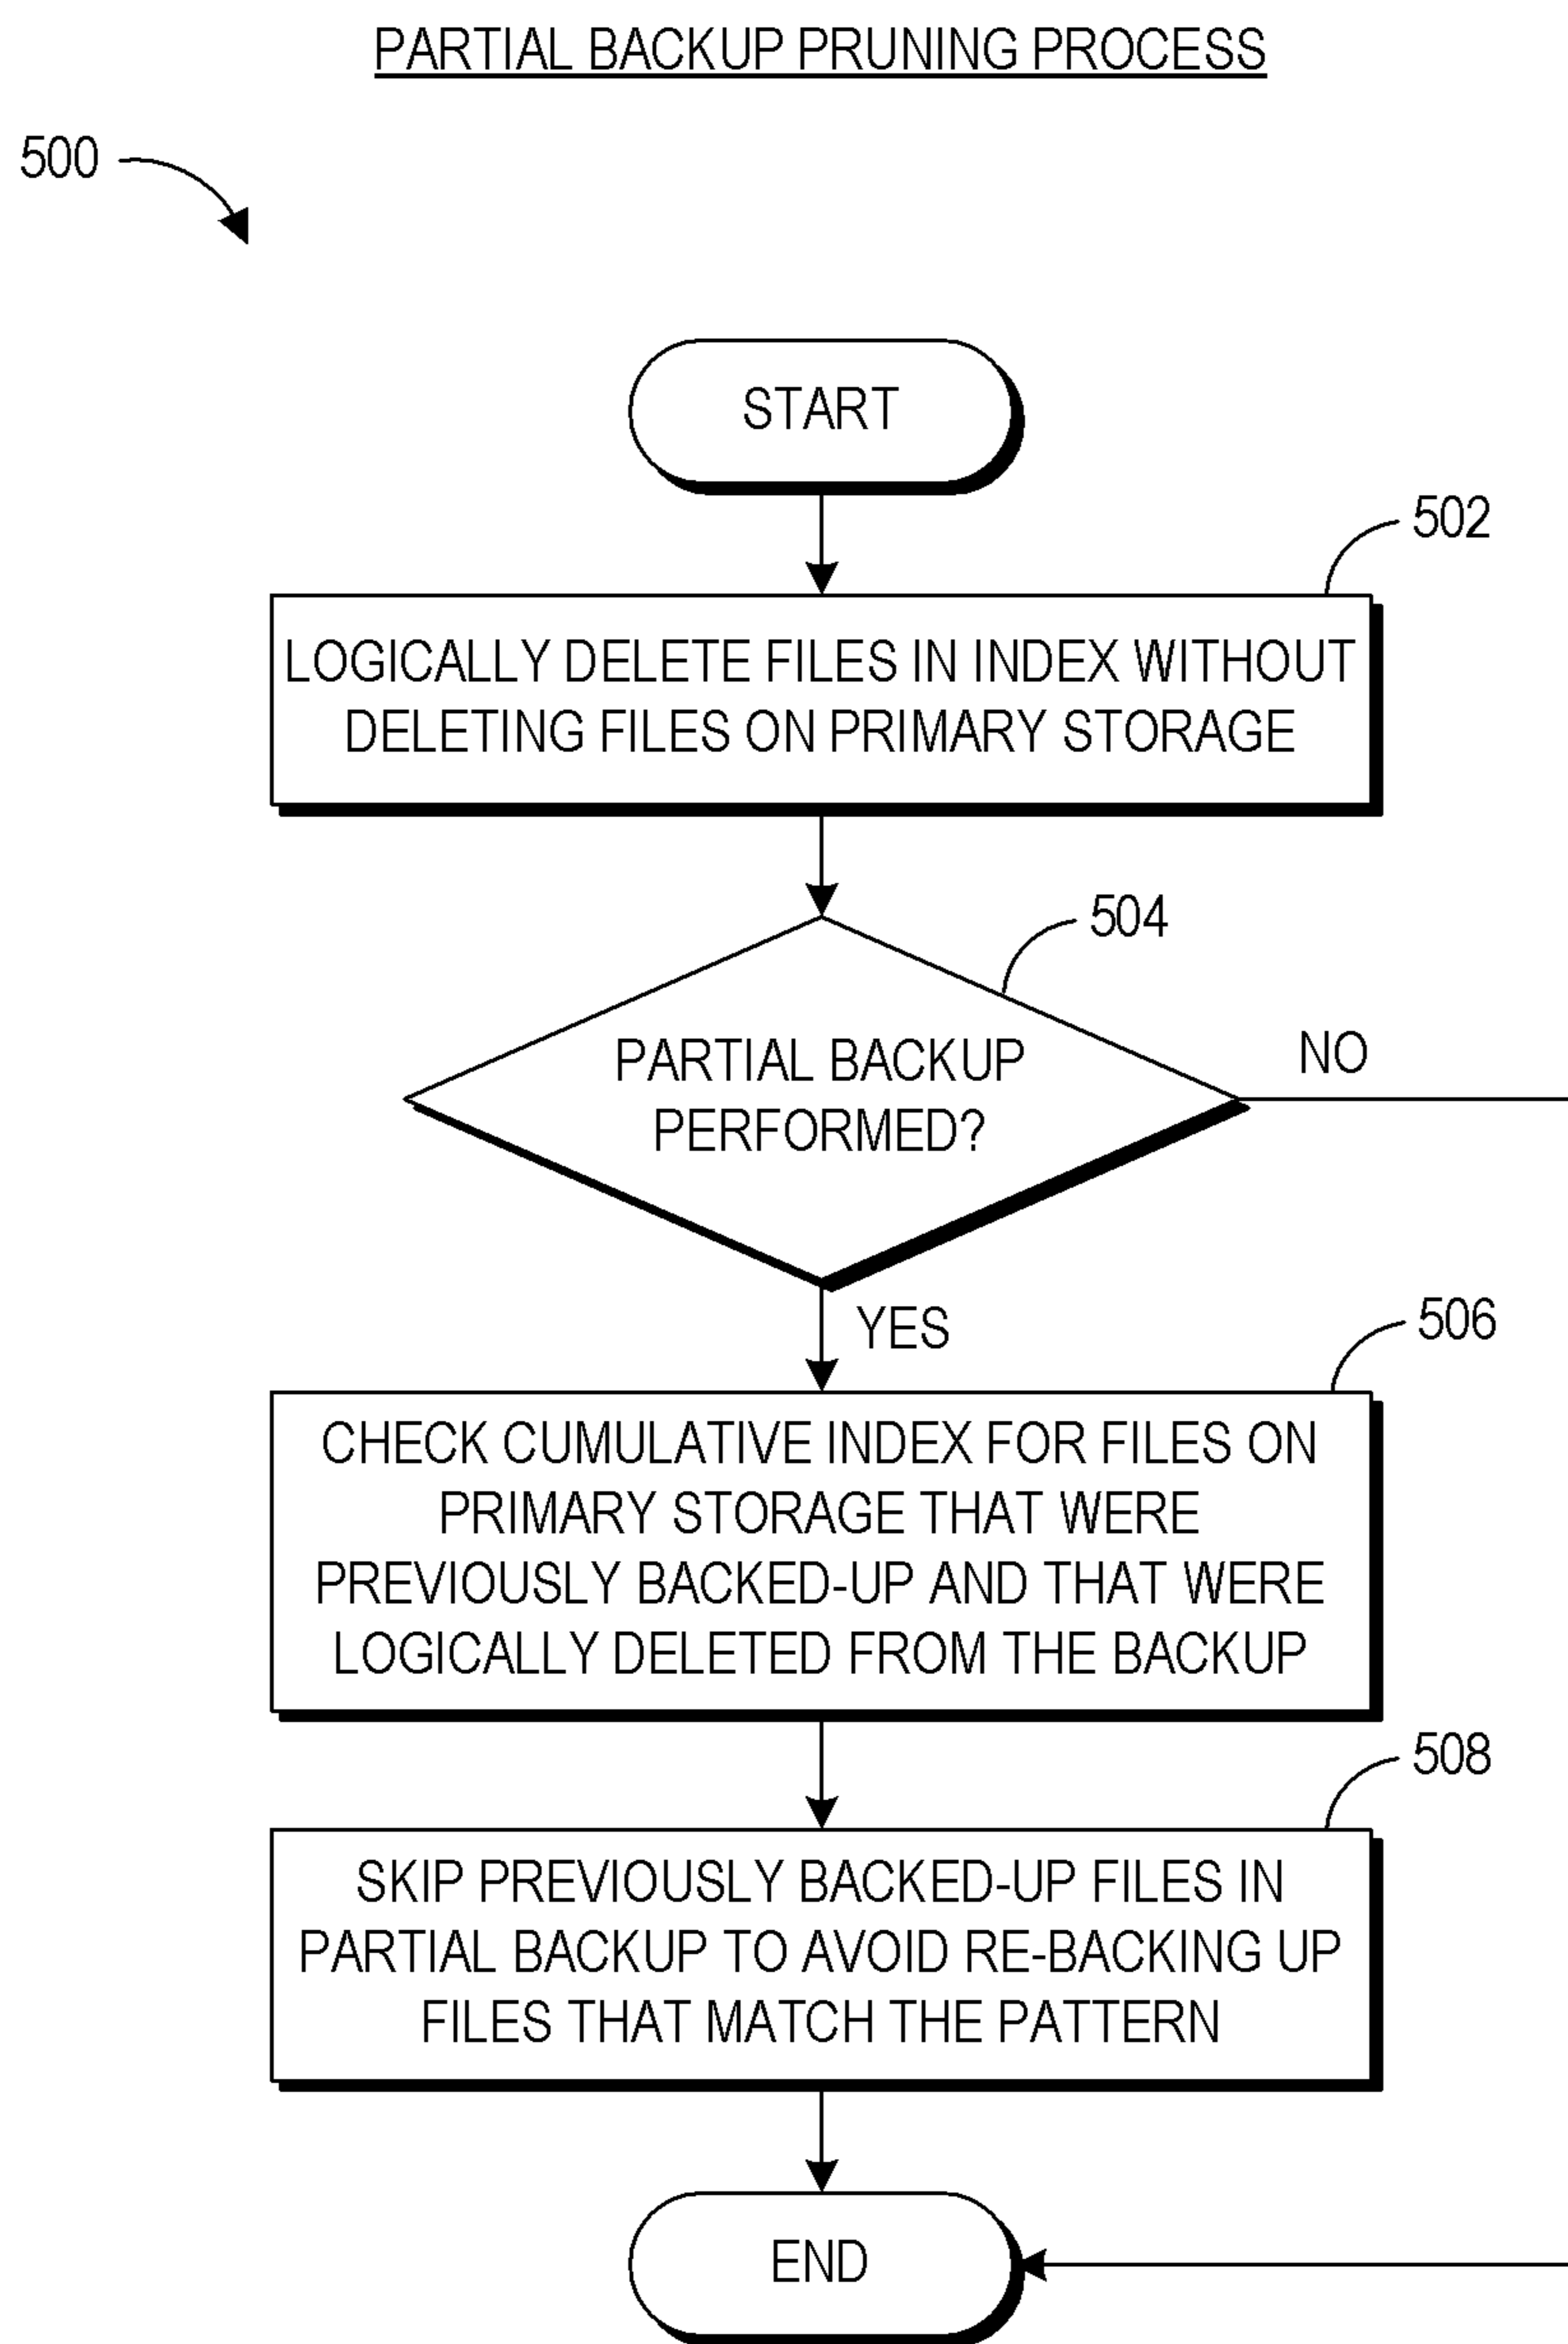 PARTIAL BACKUP PRUNING PROCESS
500
START
502
LOGICALLY DELETE FILES IN INDEX WITHOUT
DELETING FILES ON PRIMARY STORAGE
504
PARTIAL BACKUP
PERFORMED?
NO
YES
506
CHECK CUMULATIVE INDEX FOR FILES ON
PRIMARY STORAGE THAT WERE
PREVIOUSLY BACKED-UP AND THAT WERE
LOGICALLY DELETED FROM THE BACKUP
508
SKIP PREVIOUSLY BACKED-UP FILES IN
PARTIAL BACKUP TO AVOID RE-BACKING UP
FILES THAT MATCH THE PATTERN
END